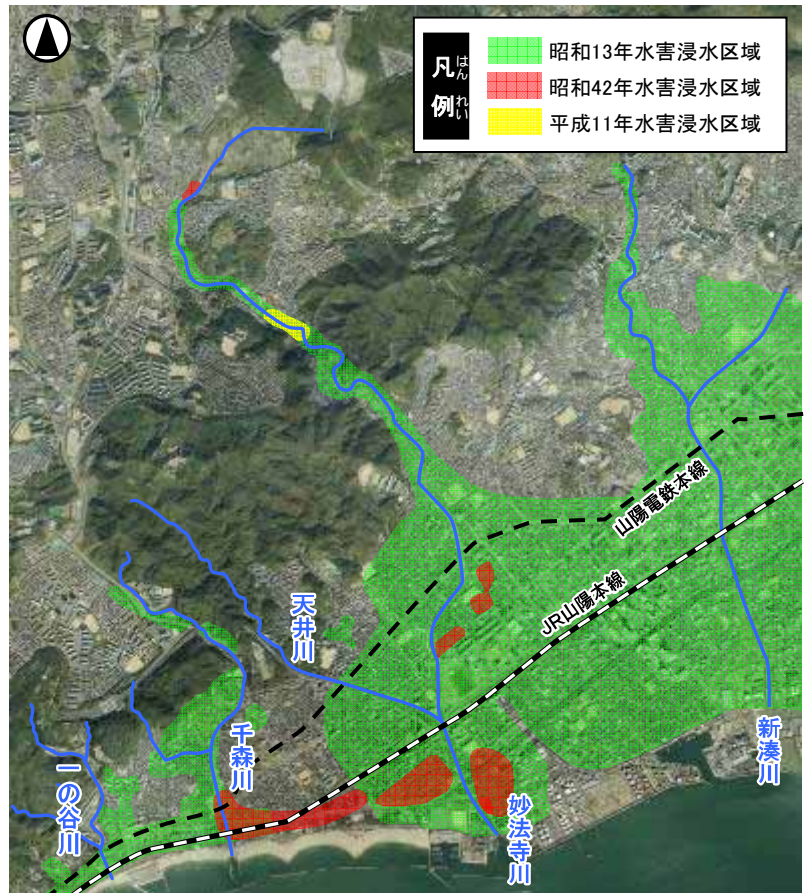 凡例
はんれい
昭和13年水害浸水区域
昭和42年水害浸水区域
平成11年水害浸水区域
山陽電鉄本線
JR山陽本線
天井川
千森川
一の谷川
妙法寺川
新湊川